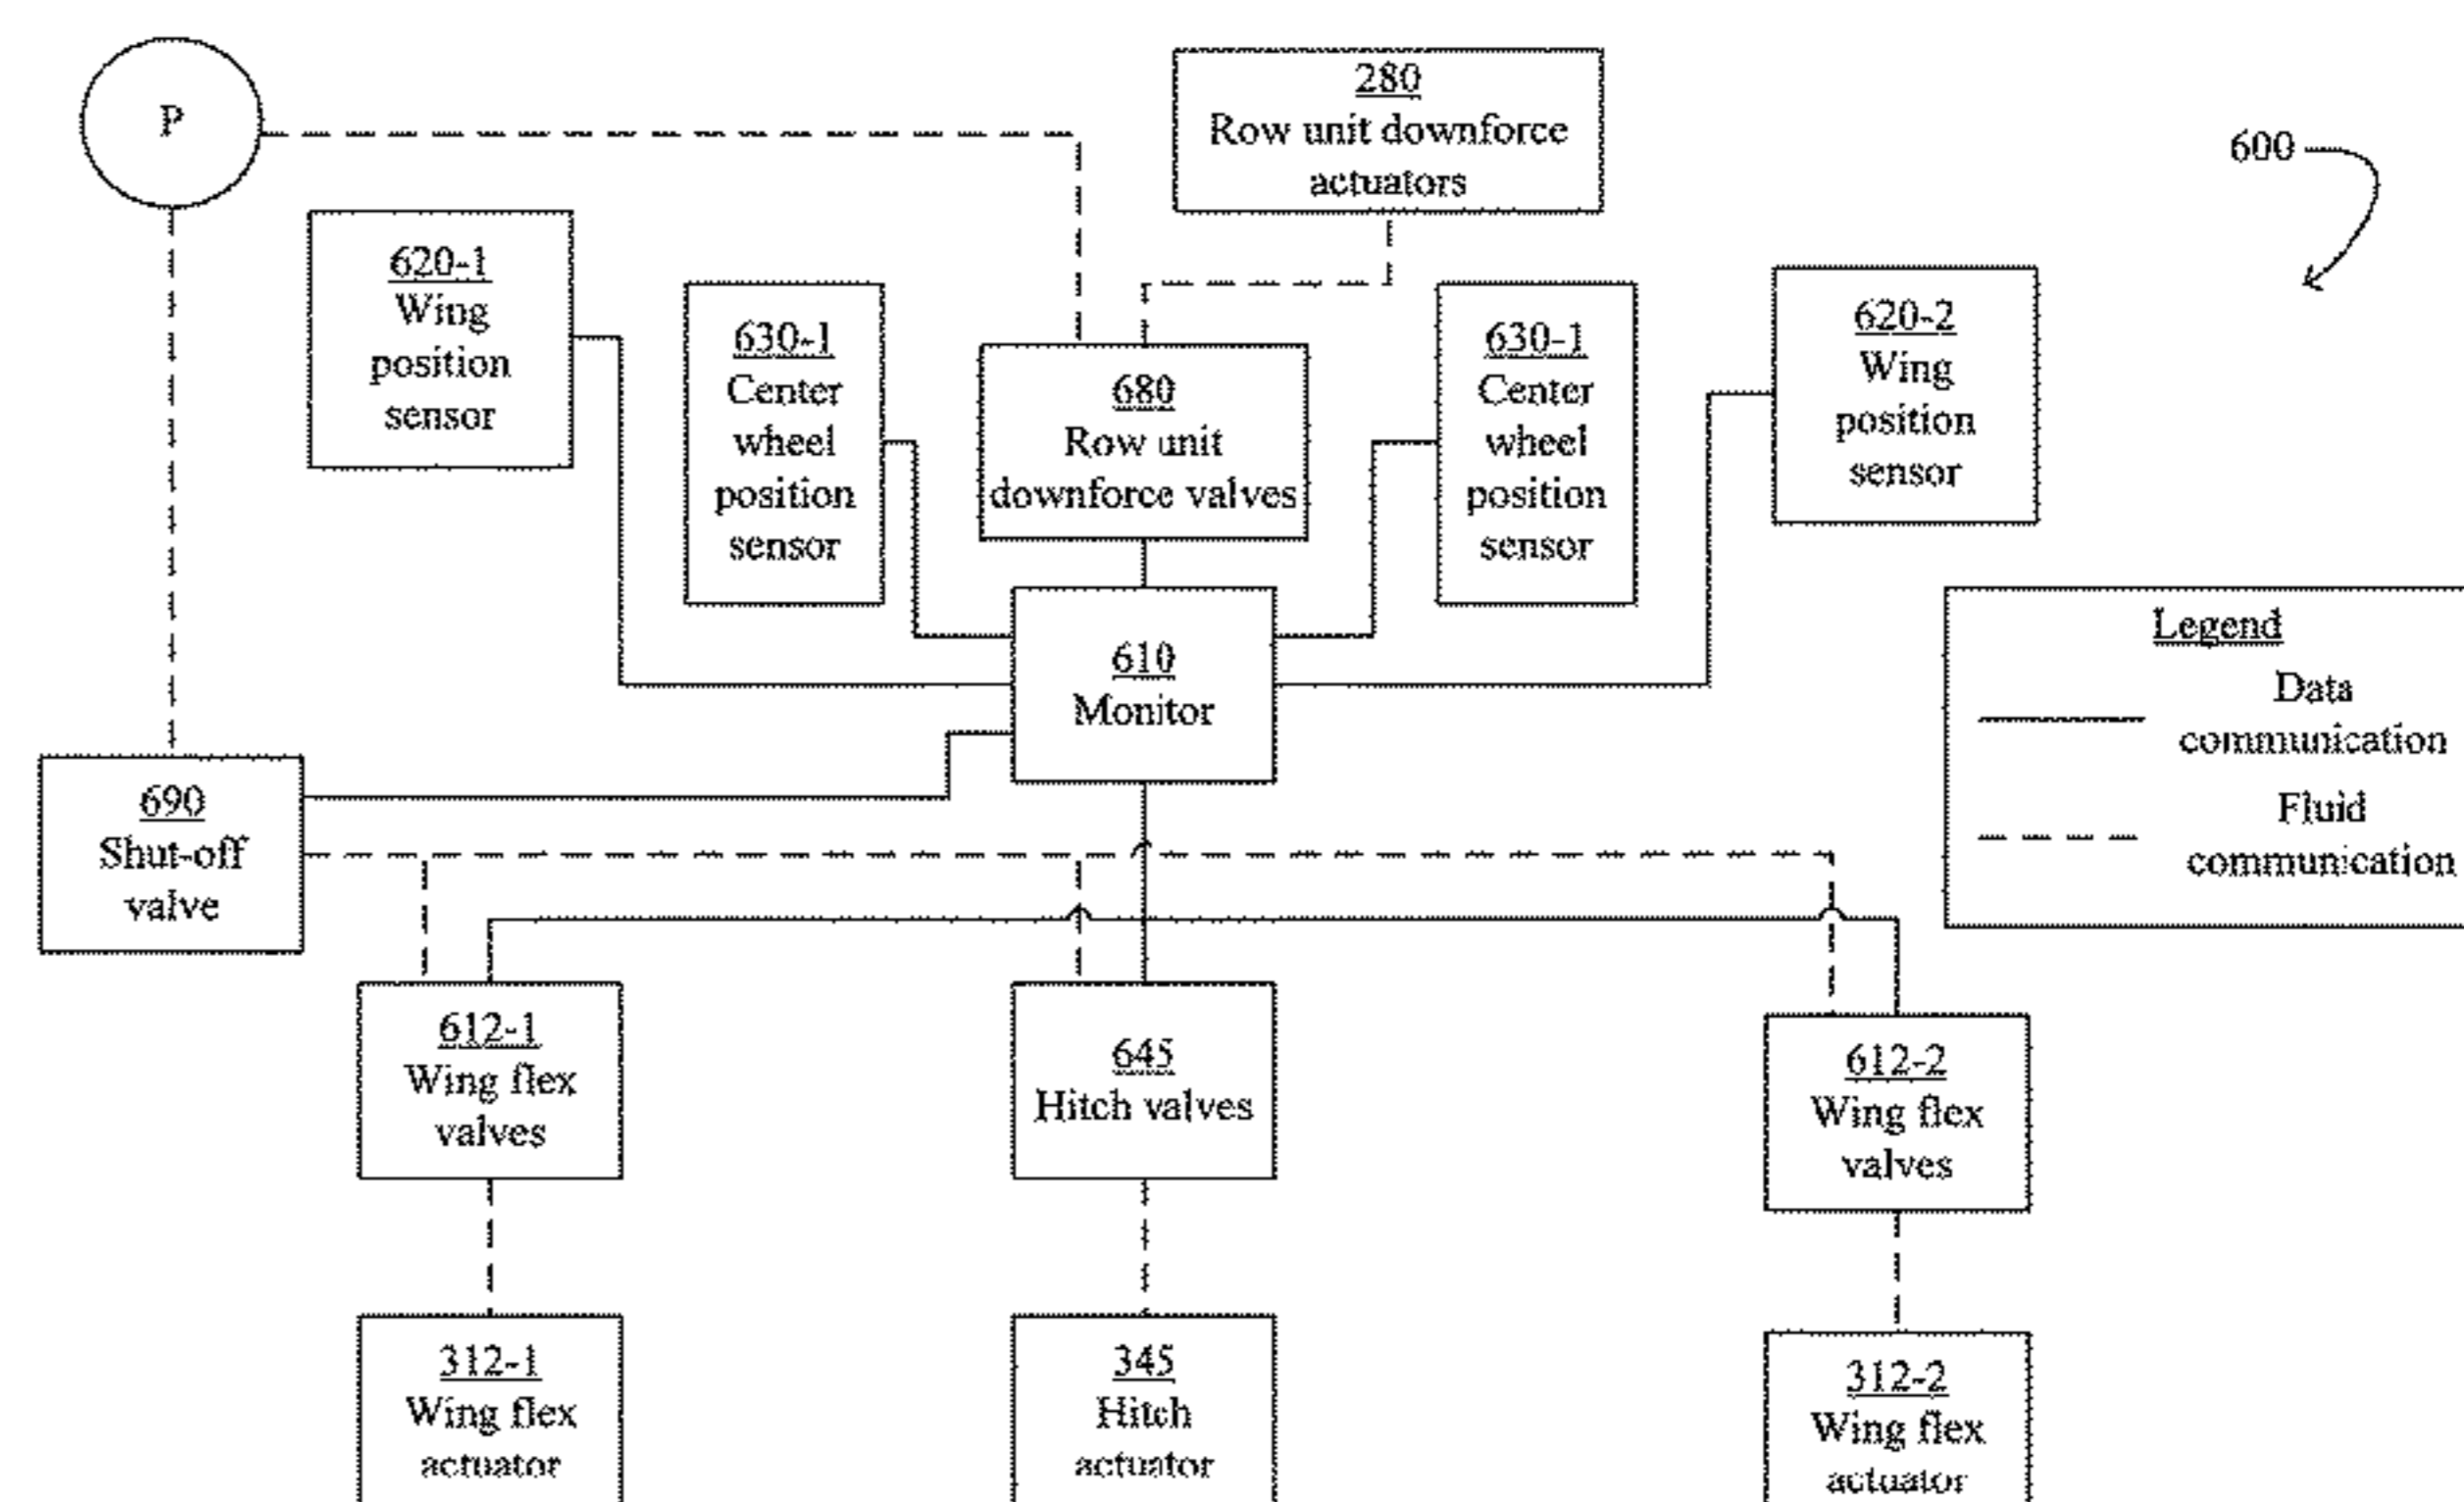 P
280
Row unit downforce
actuators
600
620-1
Wing
position
sensor
630-1
Center
wheel
position
sensor
680
Row unit
downforce valves
630-1
Center
wheel
position
sensor
620-2
Wing
position
sensor
610
Monitor
Legend
Data
communication
Fluid
communication
690
Shut-off
valve
612-1
Wing flex
valves
645
Hitch valves
612-2
Wing flex
valves
312-1
Wing flex
actuator
345
Hitch
actuator
312-2
Wing flex
actuator